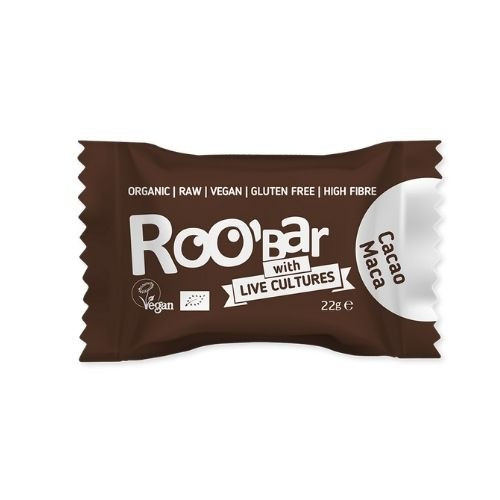 ORGANIC | RAW | VEGAN | GLUTEN FREE | HIGH FIBRE
ROO'Bar
with
LIVE CULTURES
Cacao
Maca
Vegan
22g e